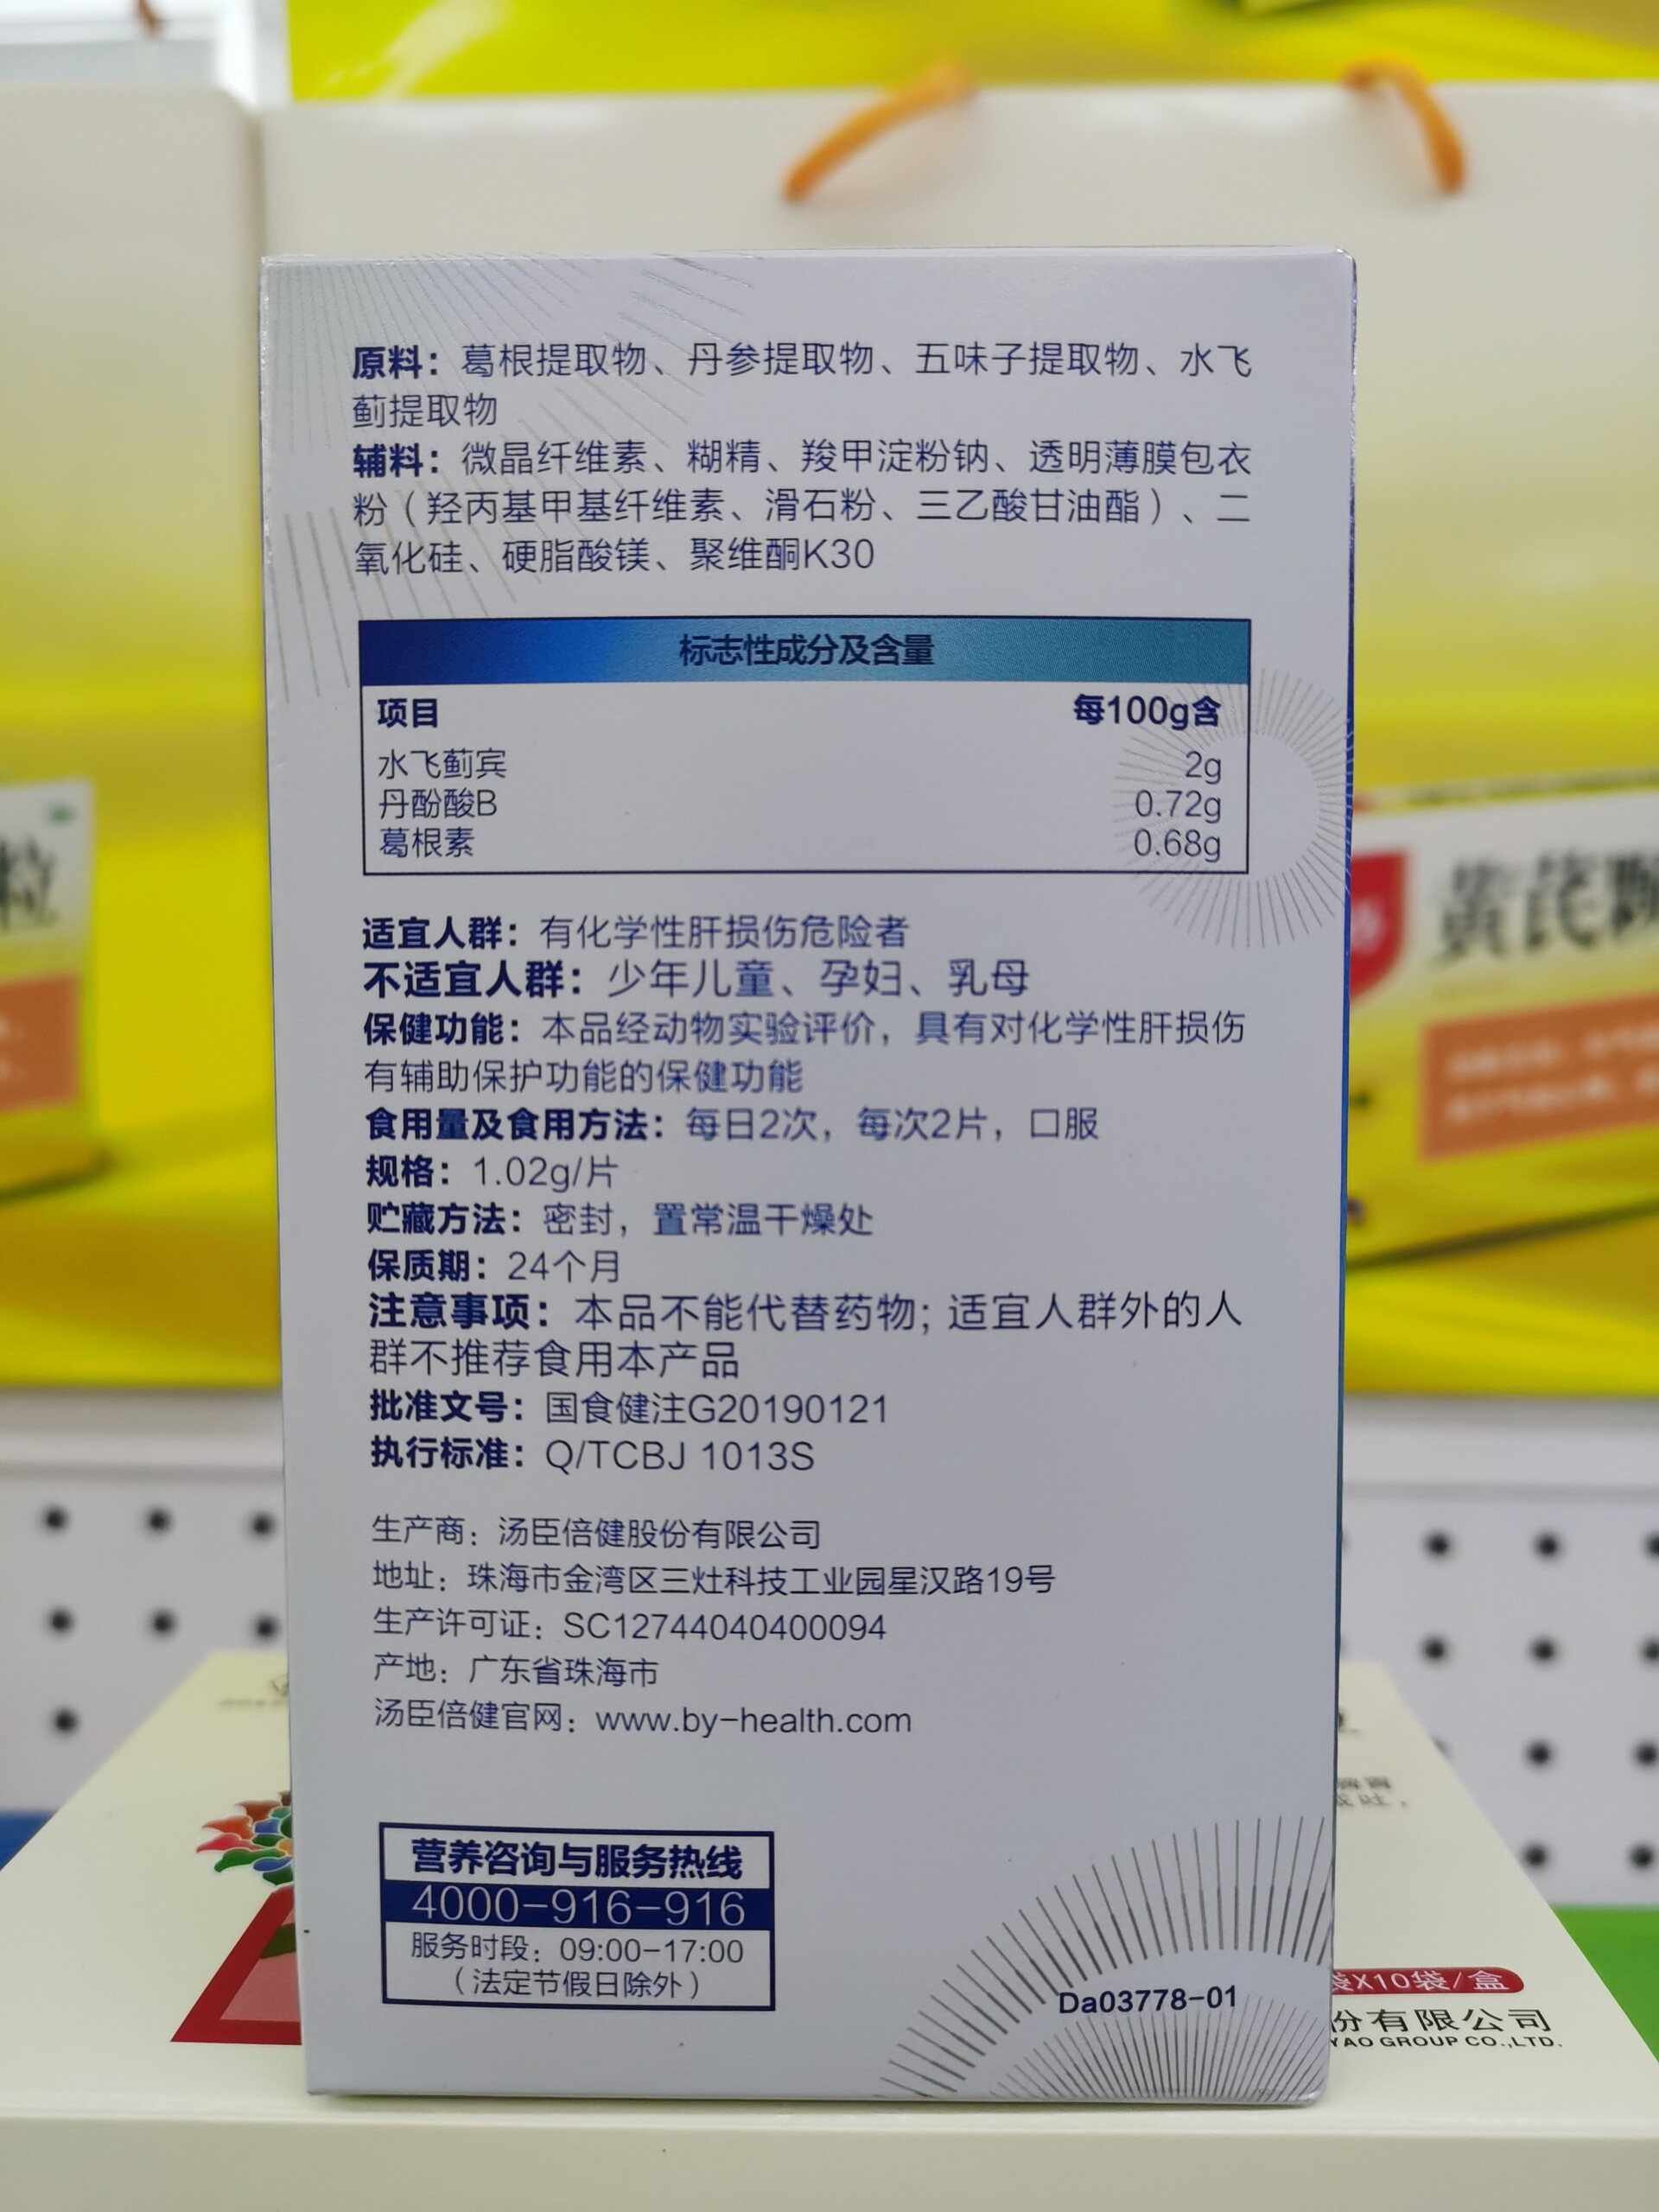 原料：葛根提取物、丹参提取物、五味子提取物、水飞
蓟提取物
辅料：微晶纤维素、糊精、羧甲淀粉钠、透明薄膜包衣
粉（羟丙基甲基纤维素、滑石粉、三乙酸甘油酯）、二
氧化硅、硬脂酸镁、聚维酮K30
标志性成分及含量
项目 每100g含
水飞蓟宾 2g
丹酚酸B 0.72g
葛根素 0.68g
适宜人群：有化学性肝损伤危险者
不适宜人群：少年儿童、孕妇、乳母
保健功能：本品经动物实验评价，具有对化学性肝损伤
有辅助保护功能的保健功能
食用量及食用方法：每日2次，每次2片，口服
规格：1.02g/片
贮藏方法：密封，置常温干燥处
保质期：24个月
注意事项：本品不能代替药物；适宜人群外的人
群不推荐食用本产品
批准文号：国食健注G20190121
执行标准：Q/TCBJ 1013S
生产商：汤臣倍健股份有限公司
地址：珠海市金湾区三灶科技工业园星汉路19号
生产许可证：SC12744040400094
产地：广东省珠海市
汤臣倍健官网：www.by-health.com
营养咨询与服务热线
4000-916-916
服务时段：09:00-17:00
（法定节假日除外）
Da03778-01
粒
黄芪颗
袋X10袋/盒
份有限公司
YAO GROUP CO.,LTD.